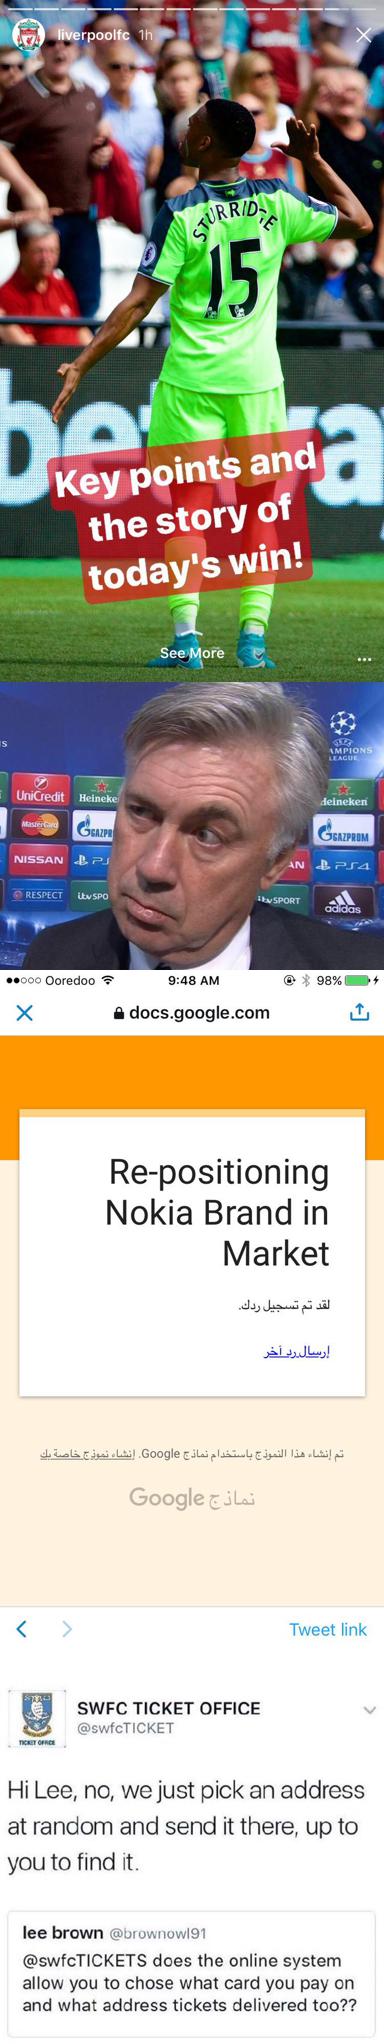 liverpoolfc 1h
STURRIDGE
15
Key points and
the story of
today's win!
See More
UEFA
CHAMPIONS
LEAGUE
UniCredit
Heineken
Heineken
MasterCard
GAZPROM
GAZPROM
NISSAN
PS4
RESPECT
itv SPO
itv SPORT
adidas
Ooredoo 9:48 AM 98%
docs.google.com
Re-positioning
Nokia Brand in
Market
لقد تم تسجيل ردك.
إرسال رد آخر
تم إنشاء هذا النموذج باستخدام نماذج Google. إنشاء نموذج خاصة بك
نماذج Google
Tweet link
TICKET OFFICE
SWFC TICKET OFFICE
@swfcTICKET
Hi Lee, no, we just pick an address
at random and send it there, up to
you to find it.
lee brown @brownowl91
@swfcTICKETS does the online system
allow you to chose what card you pay on
and what address tickets delivered too??